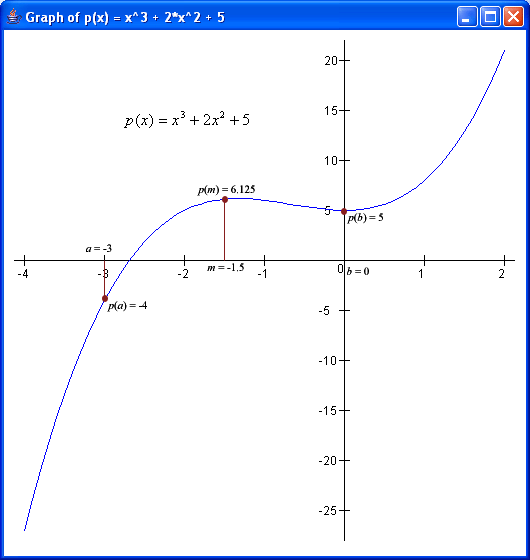 Graph of p(x) = x^3 + 2*x^2 + 5
20
15
p(x) = x³ + 2x² + 5
10
p(m) = 6.125
5
p(b) = 5
a = -3
m = -1.5
b = 0
-4 -3 -2 -1 0 1 2
p(a) = -4
-5
-10
-15
-20
-25